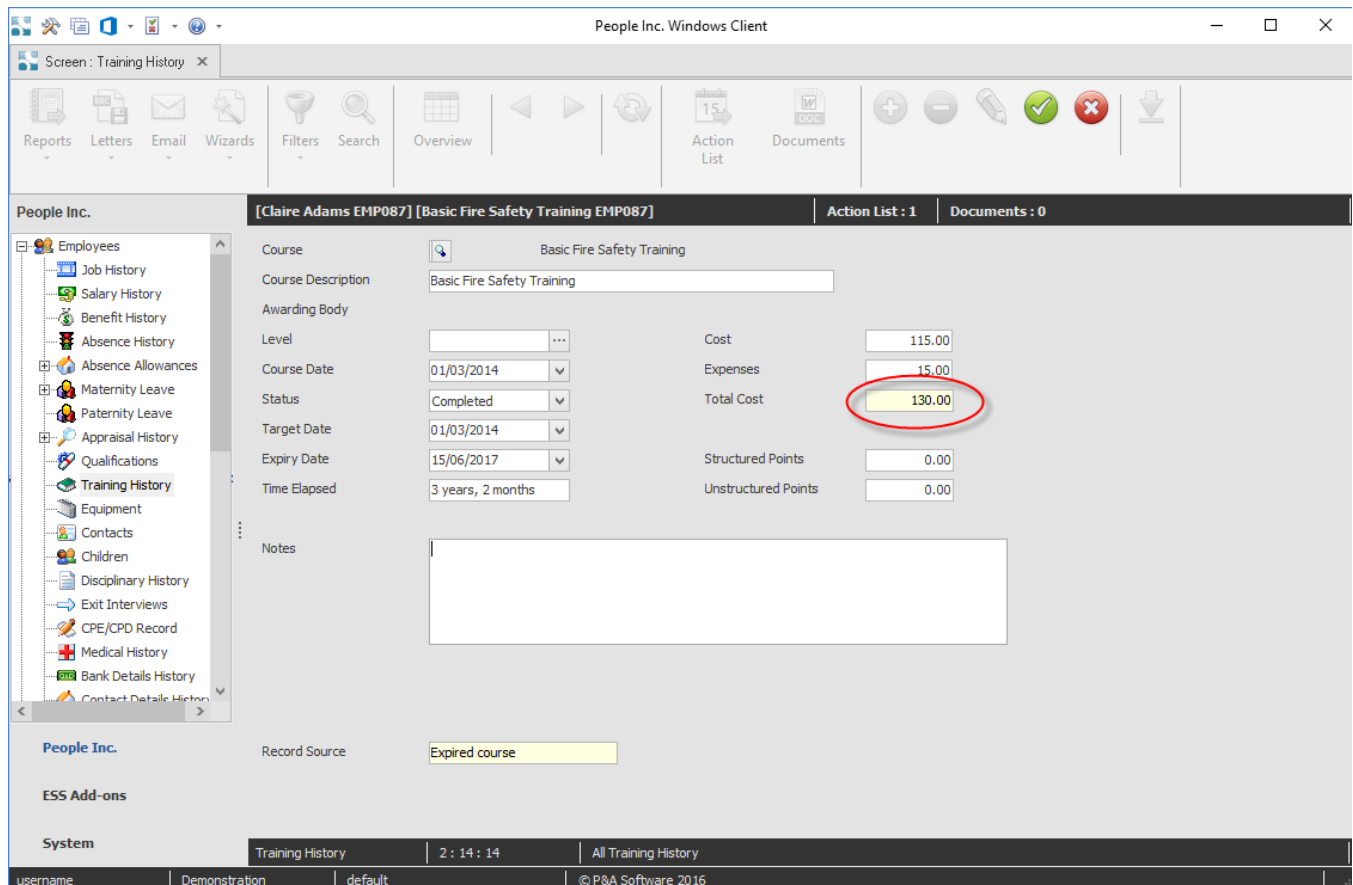 People Inc. Windows Client
Screen : Training History
Reports Letters Email Wizards Filters Search Overview Action List Documents
People Inc.
[Claire Adams EMP087] [Basic Fire Safety Training EMP087] Action List : 1 Documents : 0
Employees
Job History
Salary History
Benefit History
Absence History
Absence Allowances
Maternity Leave
Paternity Leave
Appraisal History
Qualifications
Training History
Equipment
Contacts
Children
Disciplinary History
Exit Interviews
CPE/CPD Record
Medical History
Bank Details History
Contact Details History
People Inc.
ESS Add-ons
System
Course Basic Fire Safety Training
Course Description Basic Fire Safety Training
Awarding Body
Level Cost 115.00
Course Date 01/03/2014 Expenses 15.00
Status Completed Total Cost 130.00
Target Date 01/03/2014
Expiry Date 15/06/2017 Structured Points 0.00
Time Elapsed 3 years, 2 months Unstructured Points 0.00
Notes
Record Source Expired course
Training History 2 : 14 : 14 All Training History
username Demonstration default © P&A Software 2016